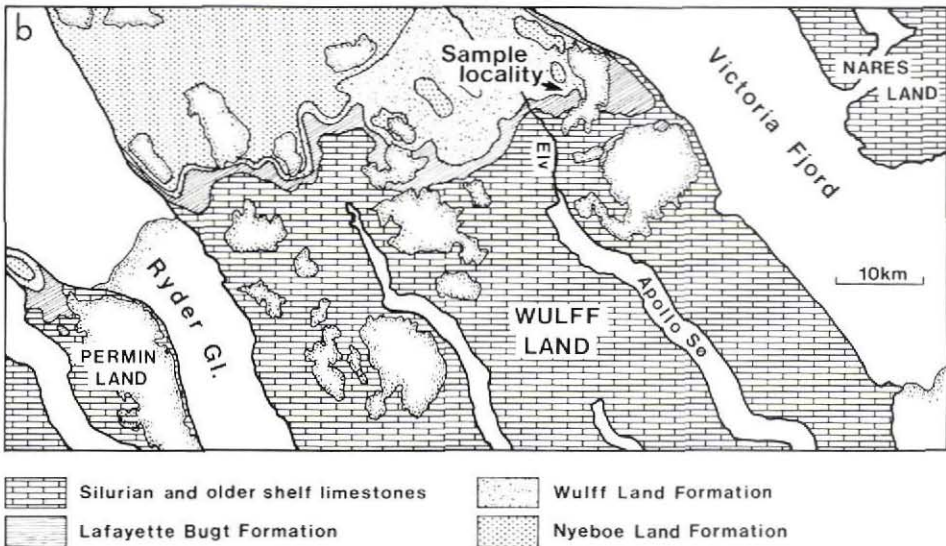 b
Sample
locality
NARES
LAND
Victoria Fjord
Elv
10km
Ryder Gl.
Apollo Sø
WULFF
LAND
PERMIN
LAND
Silurian and older shelf limestones
Wulff Land Formation
Lafayette Bugt Formation
Nyeboe Land Formation